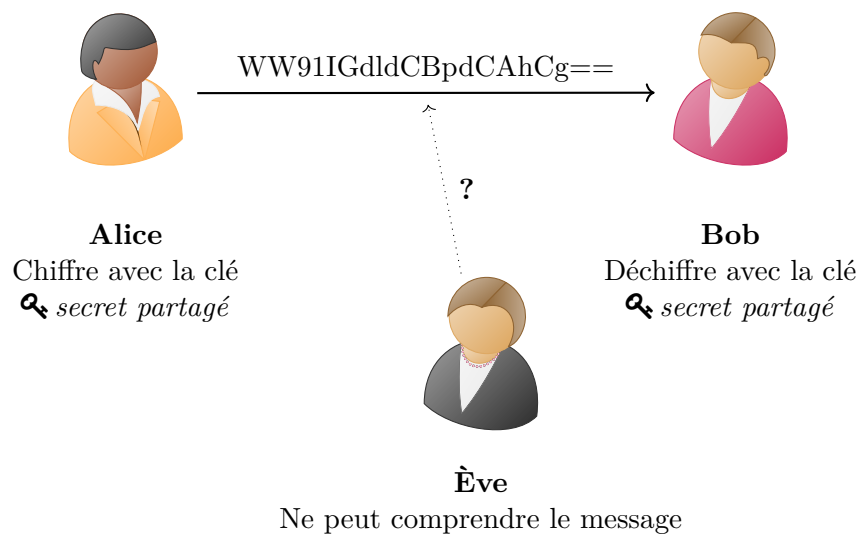 WW91IGdldCBpdCAhCg==
?
Alice
Chiffre avec la clé
secret partagé
Bob
Déchiffre avec la clé
secret partagé
Ève
Ne peut comprendre le message